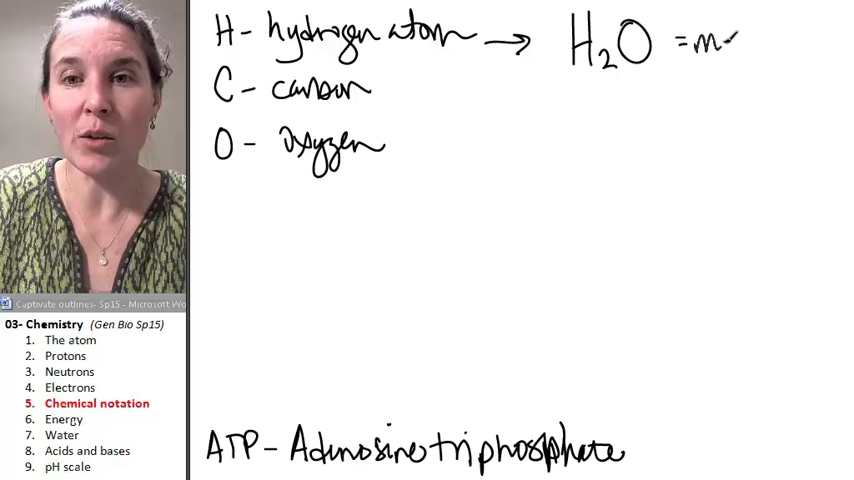 H - hydrogen atom → H₂O = m
C - carbon
O - oxygen
ATP - Adenosine triphosphate
Captivate outlines- Sp15 - Microsoft Wo
03- Chemistry (Gen Bio Sp15)
1. The atom
2. Protons
3. Neutrons
4. Electrons
5. Chemical notation
6. Energy
7. Water
8. Acids and bases
9. pH scale